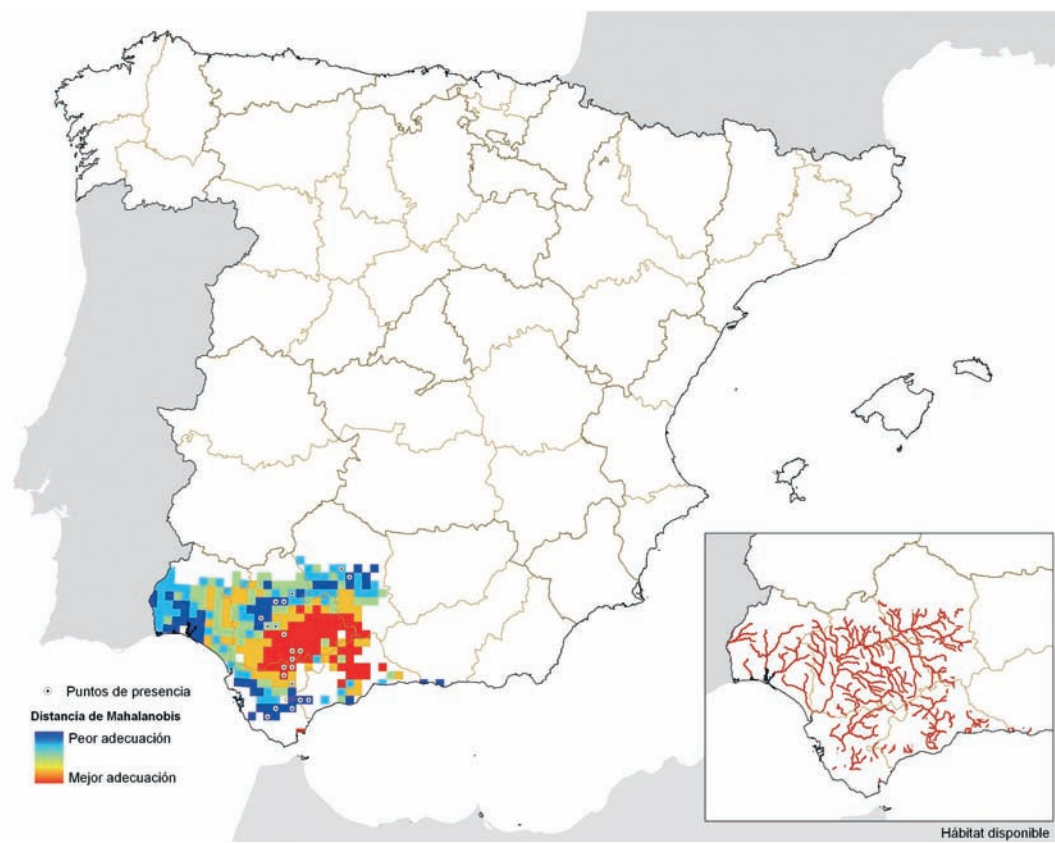 Puntos de presencia
Distancia de Mahalanobis
Peor adecuación
Mejor adecuación
Hábitat disponible